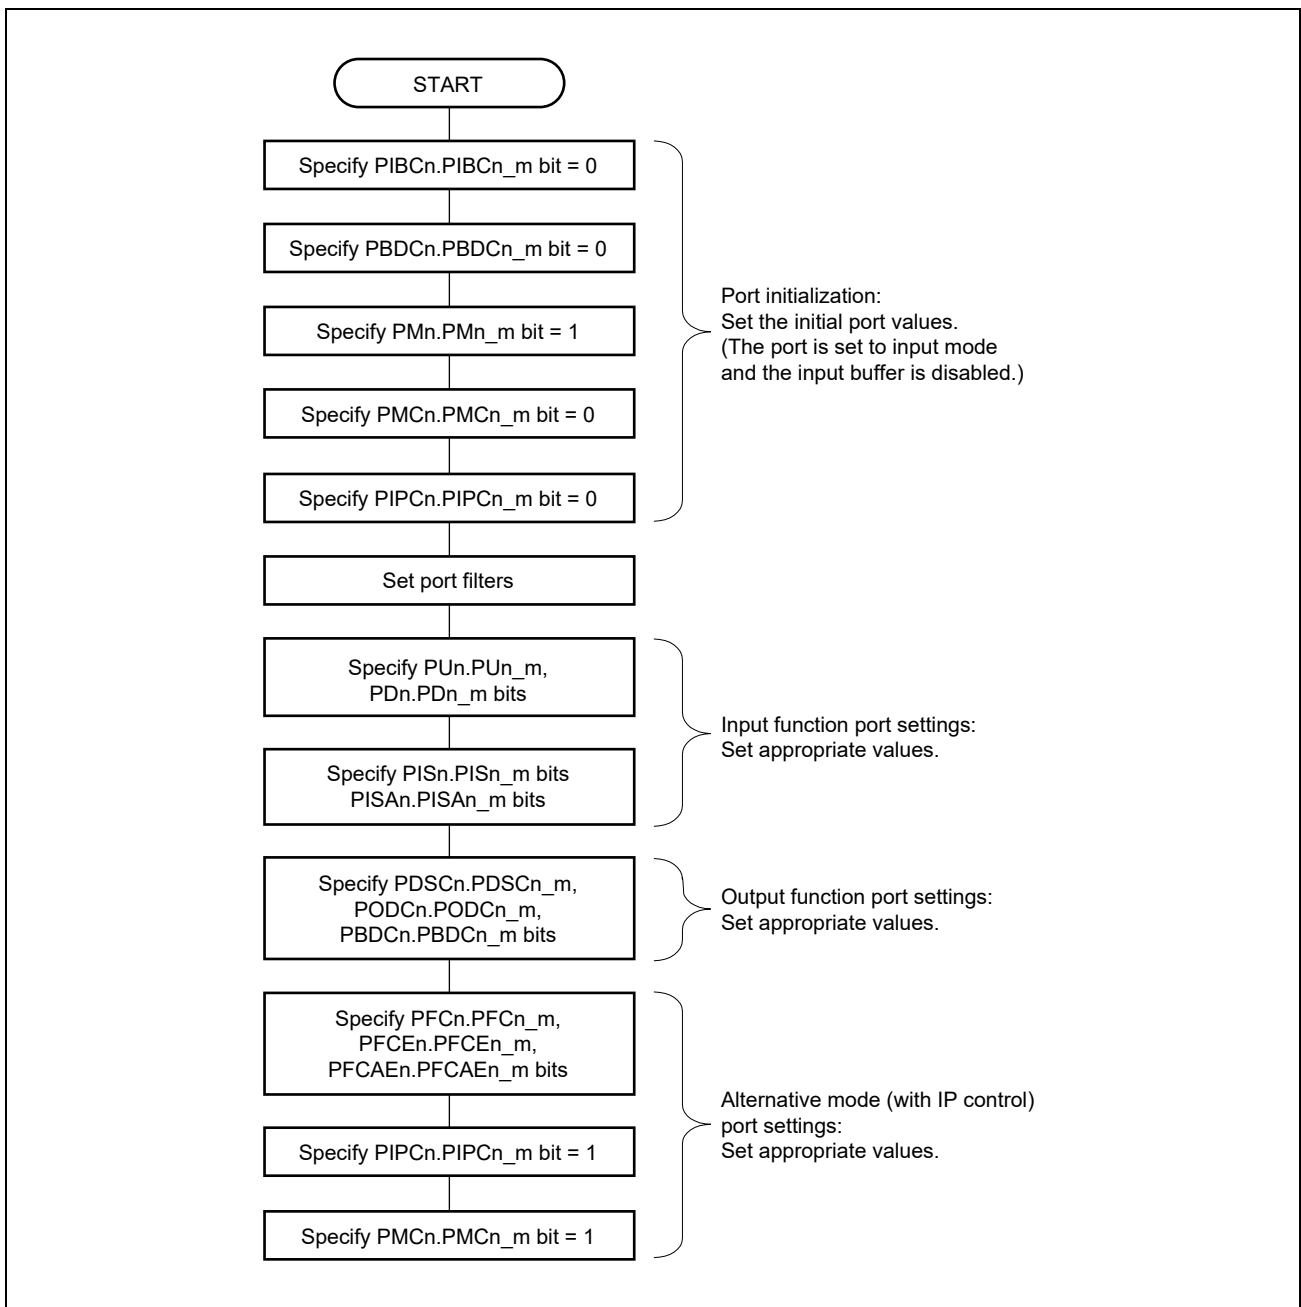 START
Specify PIBCn.PIBCn_m bit = 0
Specify PBDCn.PBDCn_m bit = 0
Specify PMn.PMn_m bit = 1
Specify PMCn.PMCn_m bit = 0
Specify PIPCn.PIPCn_m bit = 0
Port initialization:
Set the initial port values.
(The port is set to input mode
and the input buffer is disabled.)
Set port filters
Specify PUn.PUn_m,
PDn.PDn_m bits
Specify PISn.PISn_m bits
PISAn.PISAn_m bits
Input function port settings:
Set appropriate values.
Specify PDSCn.PDSCn_m,
PODCn.PODCn_m,
PBDCn.PBDCn_m bits
Output function port settings:
Set appropriate values.
Specify PFCn.PFCn_m,
PFCEn.PFCEn_m,
PFCAEn.PFCAEn_m bits
Specify PIPCn.PIPCn_m bit = 1
Specify PMCn.PMCn_m bit = 1
Alternative mode (with IP control)
port settings:
Set appropriate values.